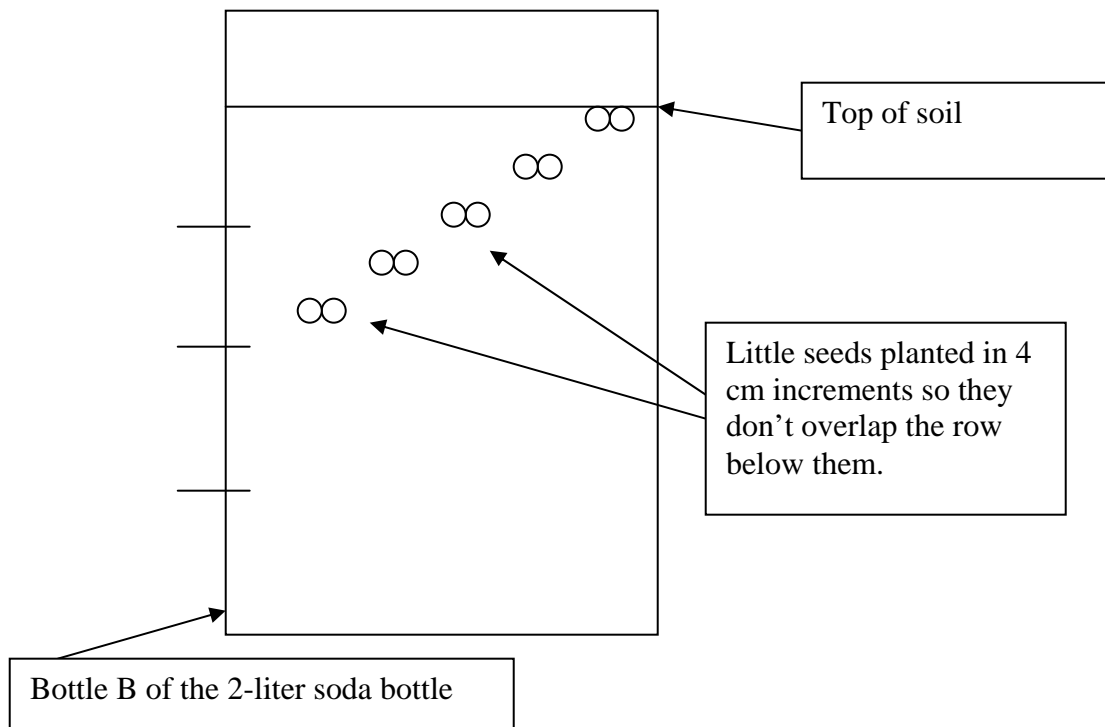 Top of soil
Little seeds planted in 4
cm increments so they
don’t overlap the row
below them.
Bottle B of the 2-liter soda bottle